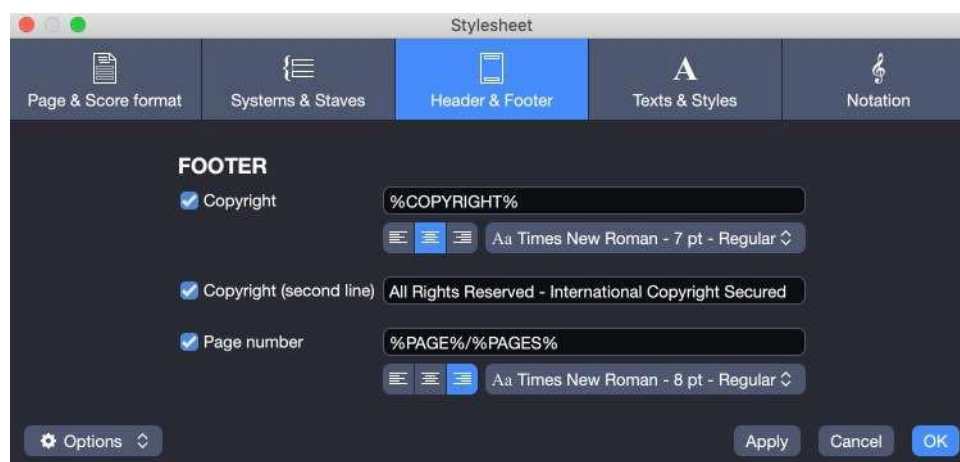 Stylesheet
Page & Score format
Systems & Staves
Header & Footer
A
Texts & Styles
Notation
FOOTER
Copyright
%COPYRIGHT%
Aa Times New Roman - 7 pt - Regular
Copyright (second line)
All Rights Reserved - International Copyright Secured
Page number
%PAGE%/%PAGES%
Aa Times New Roman - 8 pt - Regular
Options
Apply
Cancel
OK